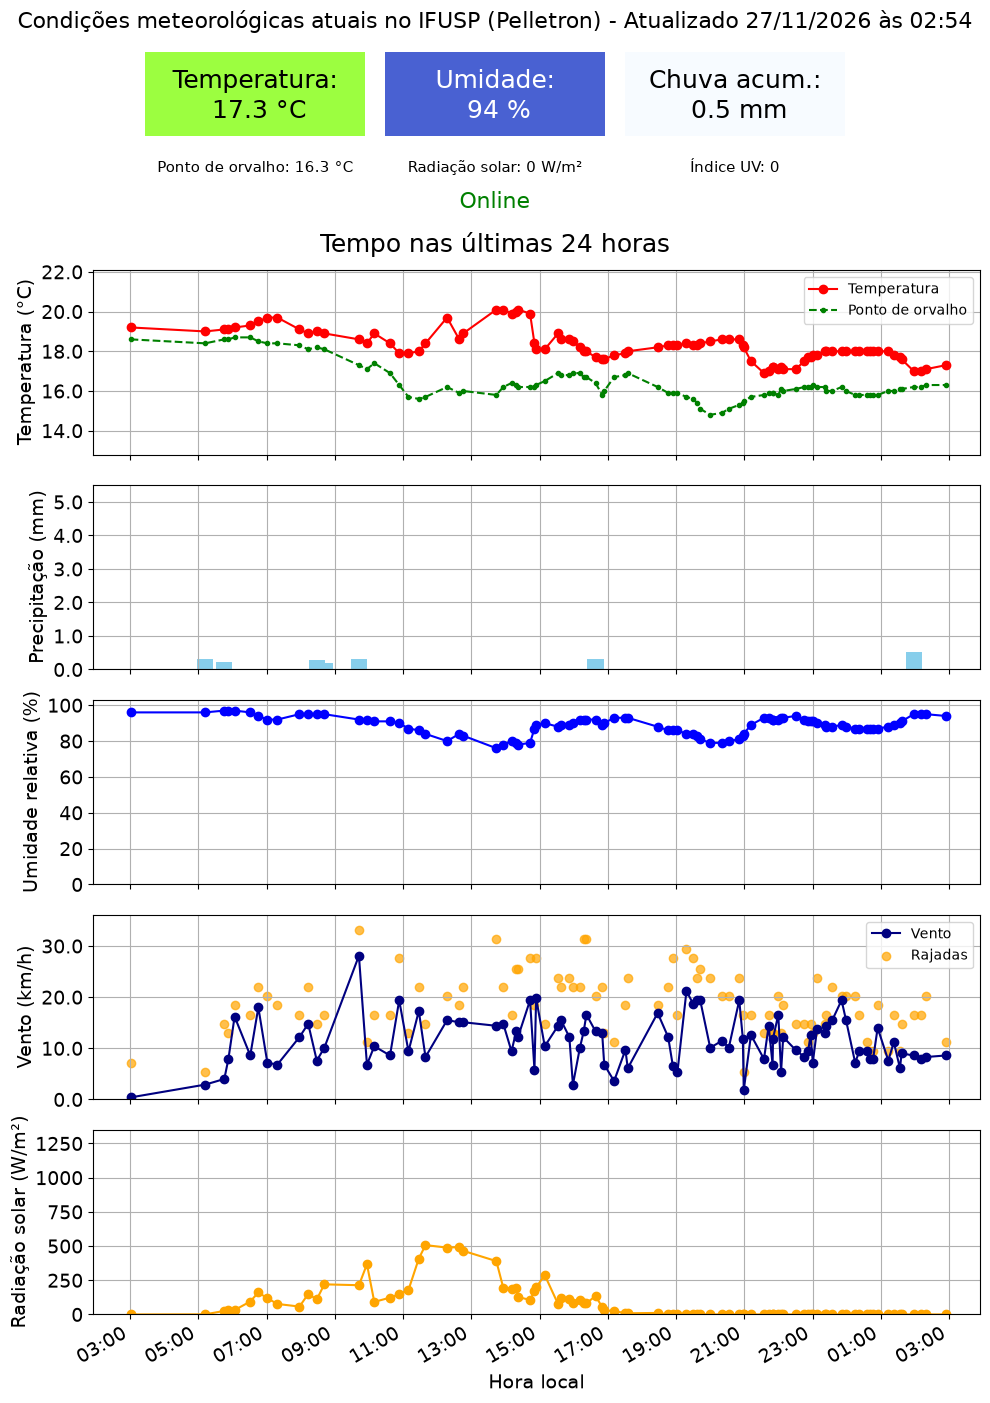 Condições meteorológicas atuais no IFUSP (Pelletron) - Atualizado 27/11/2026 às 02:54
Temperatura:
17.3 °C
Umidade:
94 %
Chuva acum.:
0.5 mm
Ponto de orvalho: 16.3 °C
Radiação solar: 0 W/m²
Índice UV: 0
Online
Tempo nas últimas 24 horas
Temperatura (°C)
22.0
20.0
18.0
16.0
14.0
Temperatura
Ponto de orvalho
Precipitação (mm)
5.0
4.0
3.0
2.0
1.0
0.0
Umidade relativa (%)
100
80
60
40
20
0
Vento (km/h)
30.0
20.0
10.0
0.0
Vento
Rajadas
Radiação solar (W/m²)
1250
1000
750
500
250
0
03:00
05:00
07:00
09:00
11:00
13:00
15:00
17:00
19:00
21:00
23:00
01:00
03:00
Hora local